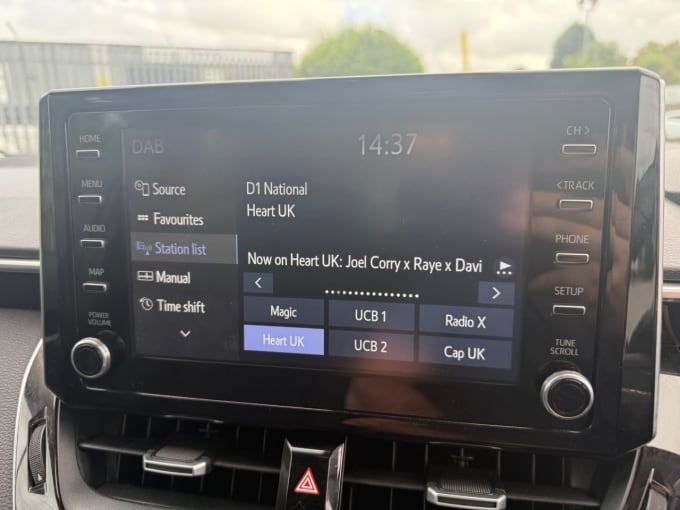 HOME
MENU
AUDIO
MAP
POWER
VOLUME
DAB
14:37
Source
Favourites
Station list
Manual
Time shift
D1 National
Heart UK
Now on Heart UK: Joel Corry x Raye x Davi
Magic
UCB 1
Radio X
Heart UK
UCB 2
Cap UK
CH >
< TRACK
PHONE
SETUP
TUNE
SCROLL